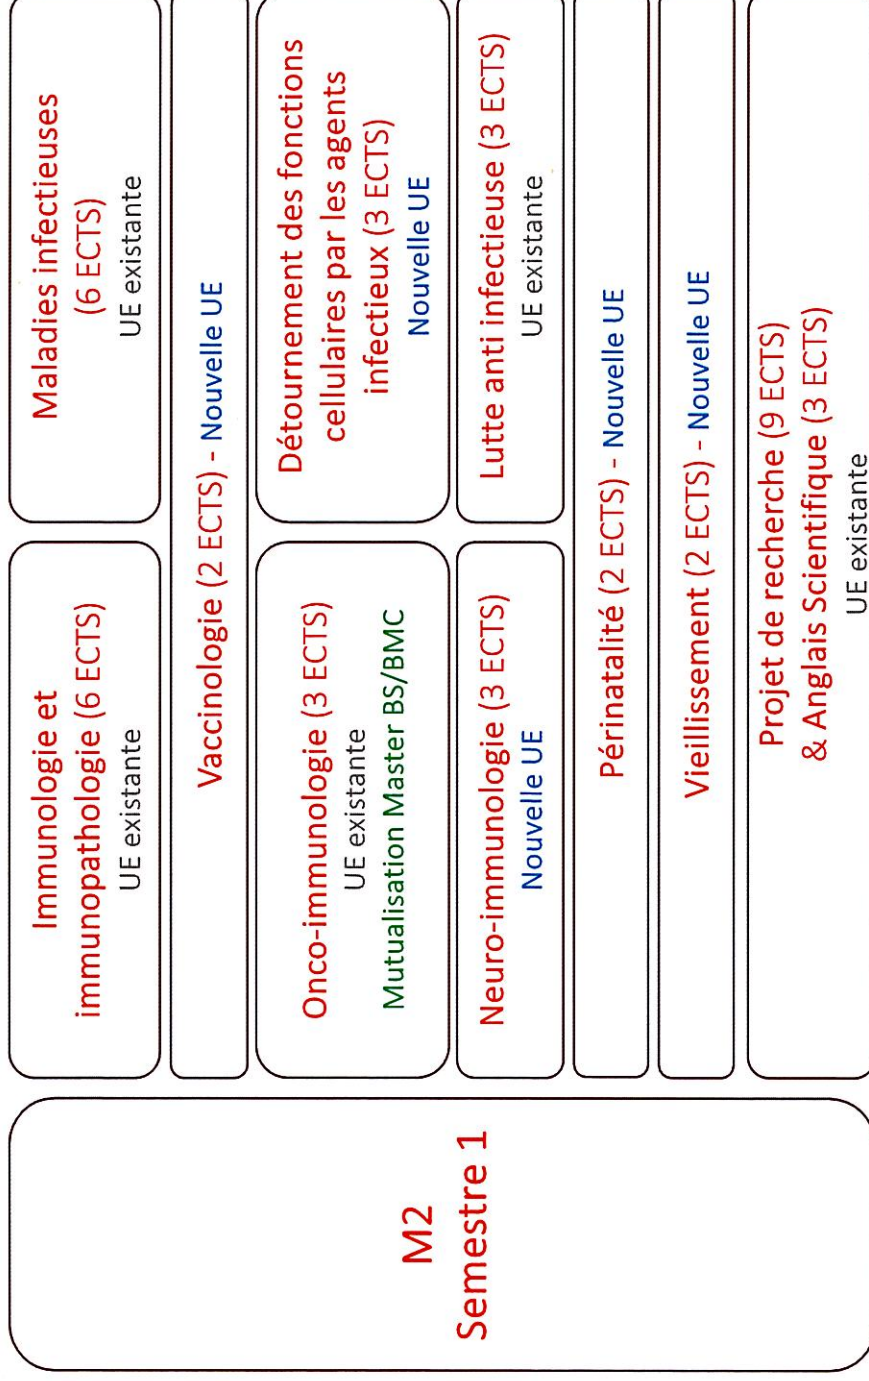 M2
Semestre 1
Immunologie et
immunopathologie (6 ECTS)
UE existante
Maladies infectieuses
(6 ECTS)
UE existante
Vaccinologie (2 ECTS) - Nouvelle UE
Onco-immunologie (3 ECTS)
UE existante
Mutualisation Master BS/BMC
Détournement des fonctions
cellulaires par les agents
infectieux (3 ECTS)
Nouvelle UE
Neuro-immunologie (3 ECTS)
Nouvelle UE
Lutte anti infectieuse (3 ECTS)
UE existante
Périnatalité (2 ECTS) - Nouvelle UE
Vieillissement (2 ECTS) - Nouvelle UE
Projet de recherche (9 ECTS)
& Anglais Scientifique (3 ECTS)
UE existante